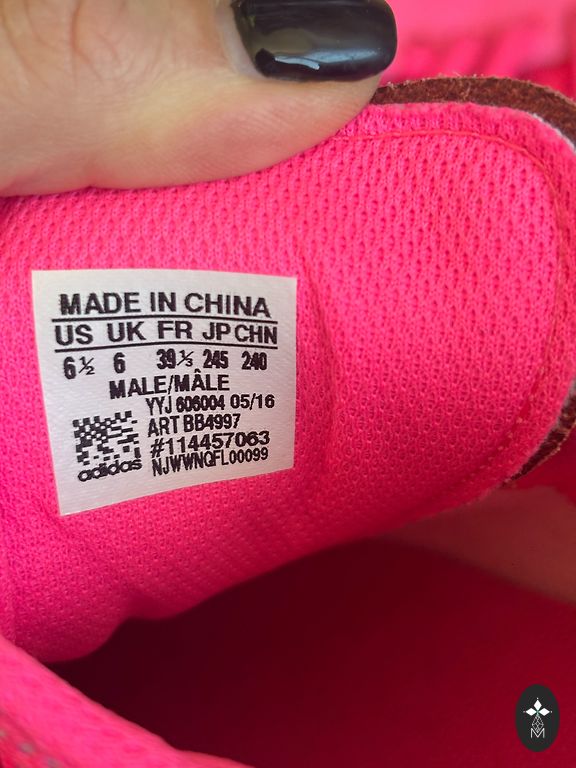 MADE IN CHINA
US UK FR JP CHN
6½ 6 39⅓ 245 240
MALE/MÂLE
YYJ 606004 05/16
ART BB4997
#114457063
adidas NJWWNQFL00099
M